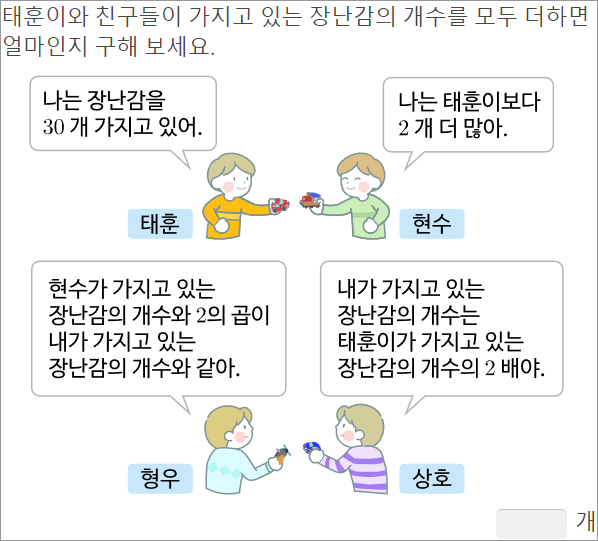 태훈이와 친구들이 가지고 있는 장난감의 개수를 모두 더하면
얼마인지 구해 보세요.
나는 장난감을
30개 가지고 있어.
나는 태훈이보다
2개 더 많아.
태훈
현수
현수가 가지고 있는
장난감의 개수와 2의 곱이
내가 가지고 있는
장난감의 개수와 같아.
내가 가지고 있는
장난감의 개수는
태훈이가 가지고 있는
장난감의 개수의 2배야.
형우
상호
개